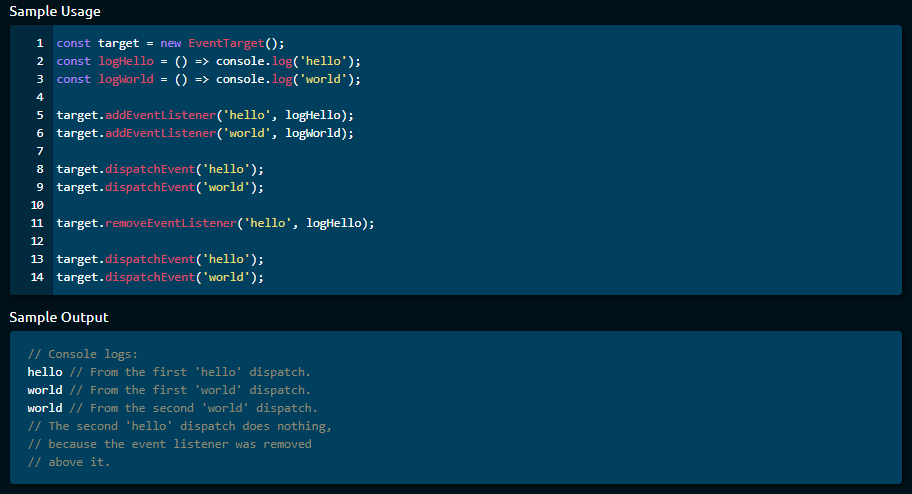 Sample Usage
1 const target = new EventTarget();
2 const logHello = () => console.log('hello');
3 const logWorld = () => console.log('world');
4
5 target.addEventListener('hello', logHello);
6 target.addEventListener('world', logWorld);
7
8 target.dispatchEvent('hello');
9 target.dispatchEvent('world');
10
11 target.removeEventListener('hello', logHello);
12
13 target.dispatchEvent('hello');
14 target.dispatchEvent('world');
Sample Output
// Console logs:
hello // From the first 'hello' dispatch.
world // From the first 'world' dispatch.
world // From the second 'world' dispatch.
// The second 'hello' dispatch does nothing,
// because the event listener was removed
// above it.